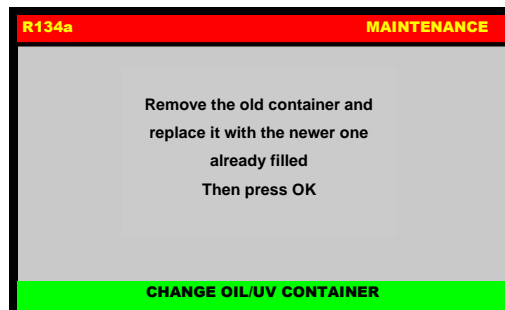 R134a MAINTENANCE
Remove the old container and
replace it with the newer one
already filled
Then press OK
CHANGE OIL/UV CONTAINER